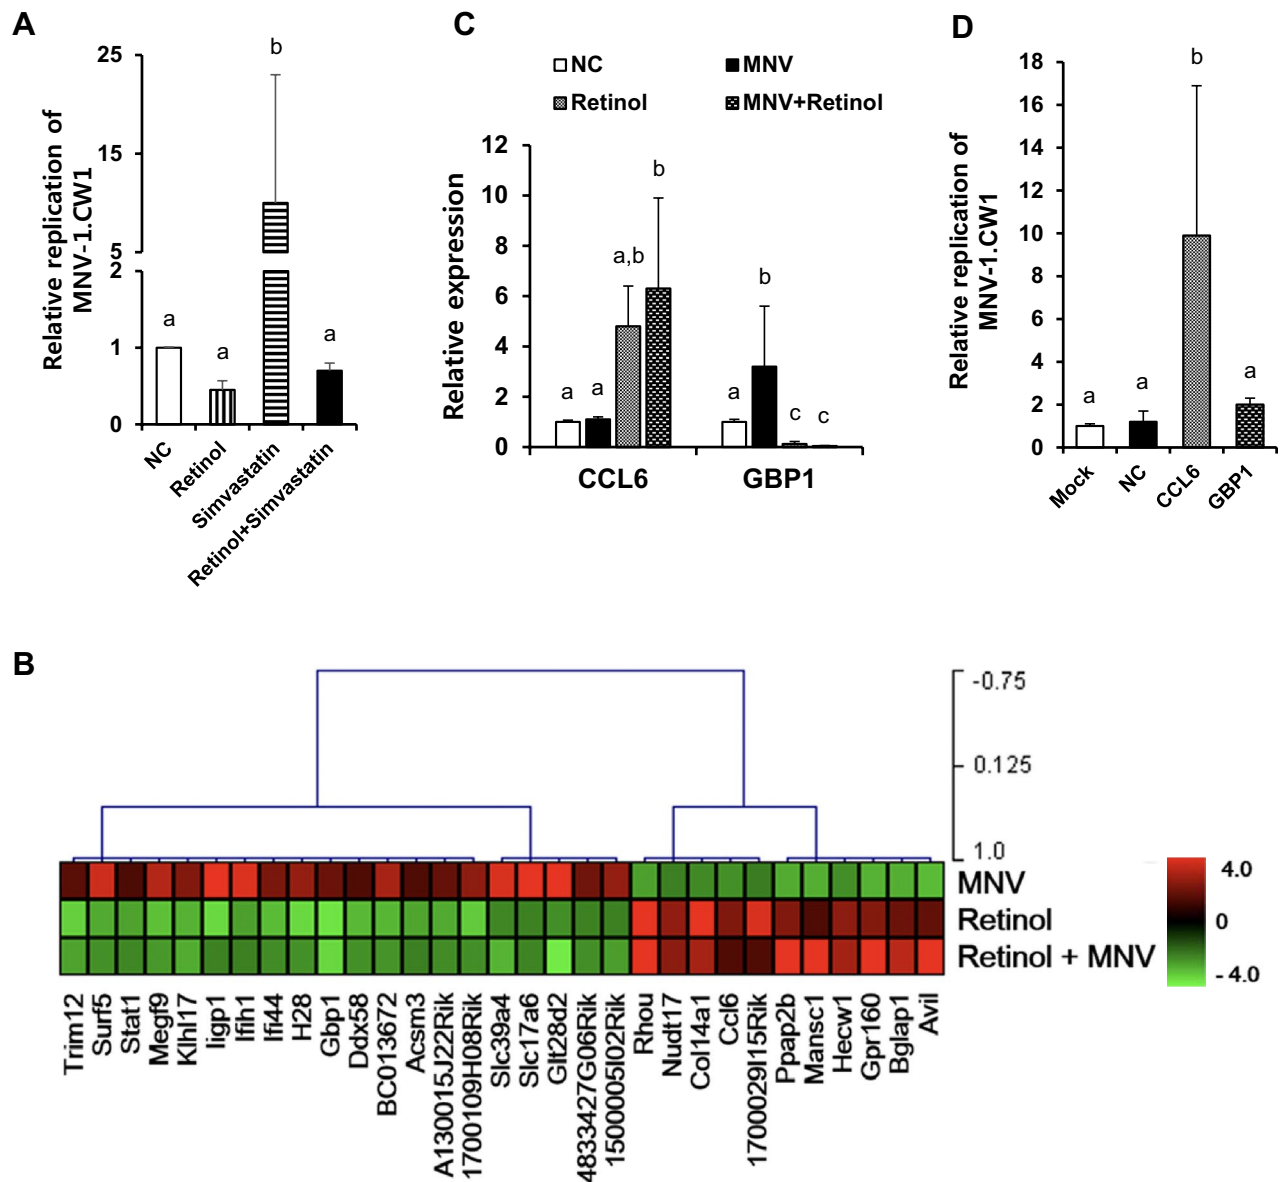 A
Relative replication of
MNV-1.CW1
25
15
5
2
1
0
b
a
a
a
NC
Retinol
Simvastatin
Retinol+Simvastatin
C
NC
MNV
Retinol
MNV+Retinol
Relative expression
12
10
8
6
4
2
0
a
a
a,b
b
a
b
c
c
CCL6
GBP1
D
Relative replication of
MNV-1.CW1
18
16
14
12
10
8
6
4
2
0
a
a
b
a
Mock
NC
CCL6
GBP1
B
-0.75
0.125
1.0
MNV
Retinol
Retinol + MNV
4.0
0
- 4.0
Trim12
Surf5
Stat1
Megf9
Klhl17
Iigp1
Ifih1
Ifi44
H28
Gbp1
Ddx58
BC013672
Acsm3
A130015J22Rik
1700109H08Rik
Slc39a4
Slc17a6
Glt28d2
4833427G06Rik
1500005I02Rik
Rhou
Nudt17
Col14a1
Ccl6
1700029I15Rik
Ppap2b
Mansc1
Hecw1
Gpr160
Bglap1
Avil